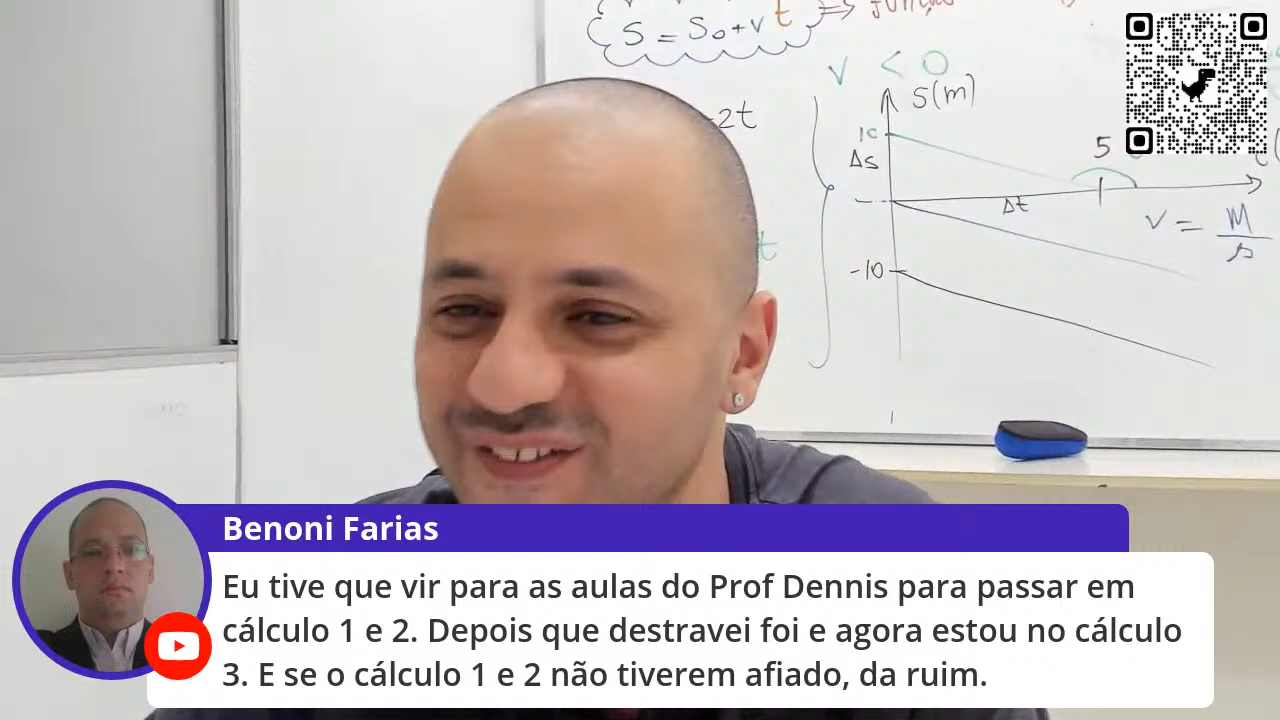 S = S₀ + v t
v < 0
S(m)
-2t
10
Δs
5
Δt
t
v = m/s
-10
Benoni Farias
Eu tive que vir para as aulas do Prof Dennis para passar em
cálculo 1 e 2. Depois que destravei foi e agora estou no cálculo
3. E se o cálculo 1 e 2 não tiverem afiado, da ruim.